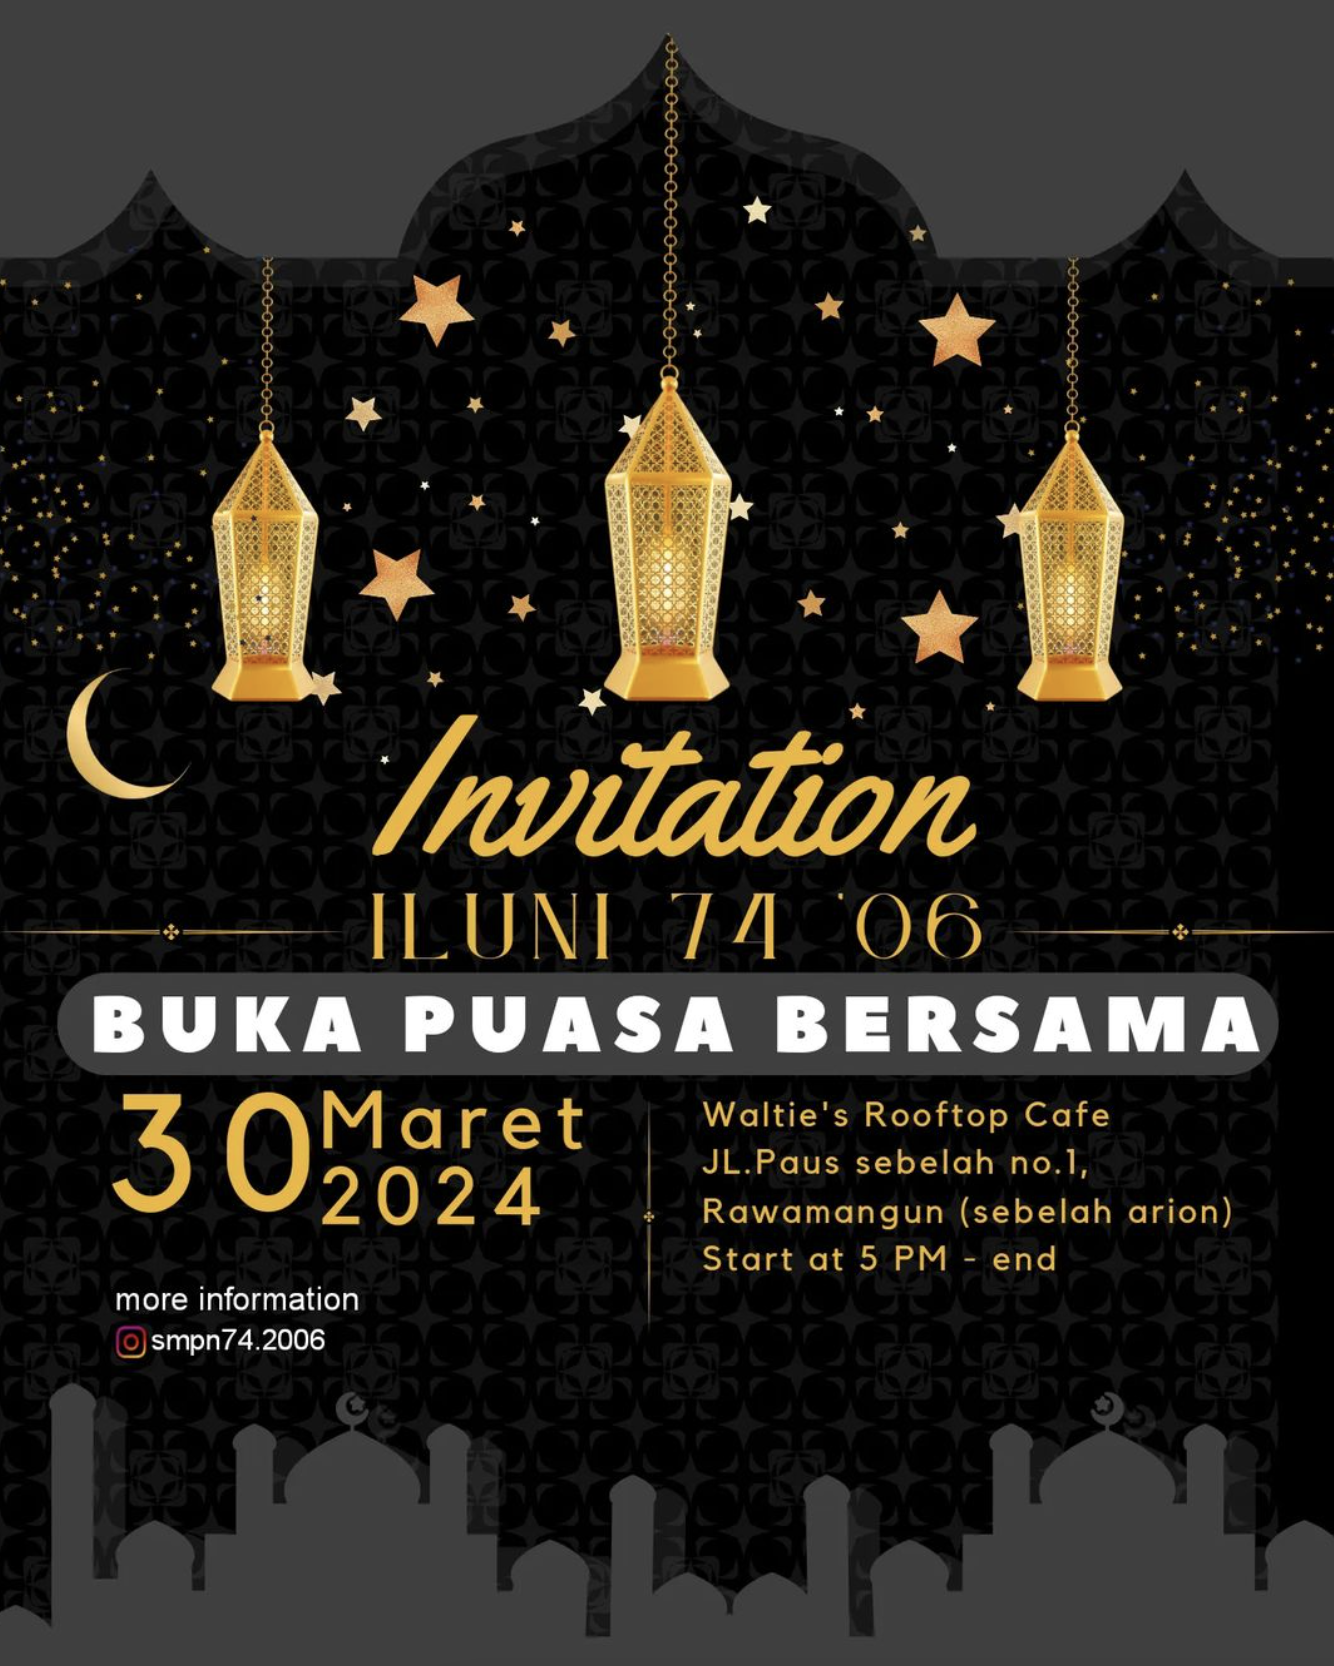 Invitation
ILUNI 74 '06
BUKA PUASA BERSAMA
30 Maret
2024
Waltie's Rooftop Cafe
JL.Paus sebelah no.1,
Rawamangun (sebelah arion)
Start at 5 PM - end
more information
smpn74.2006